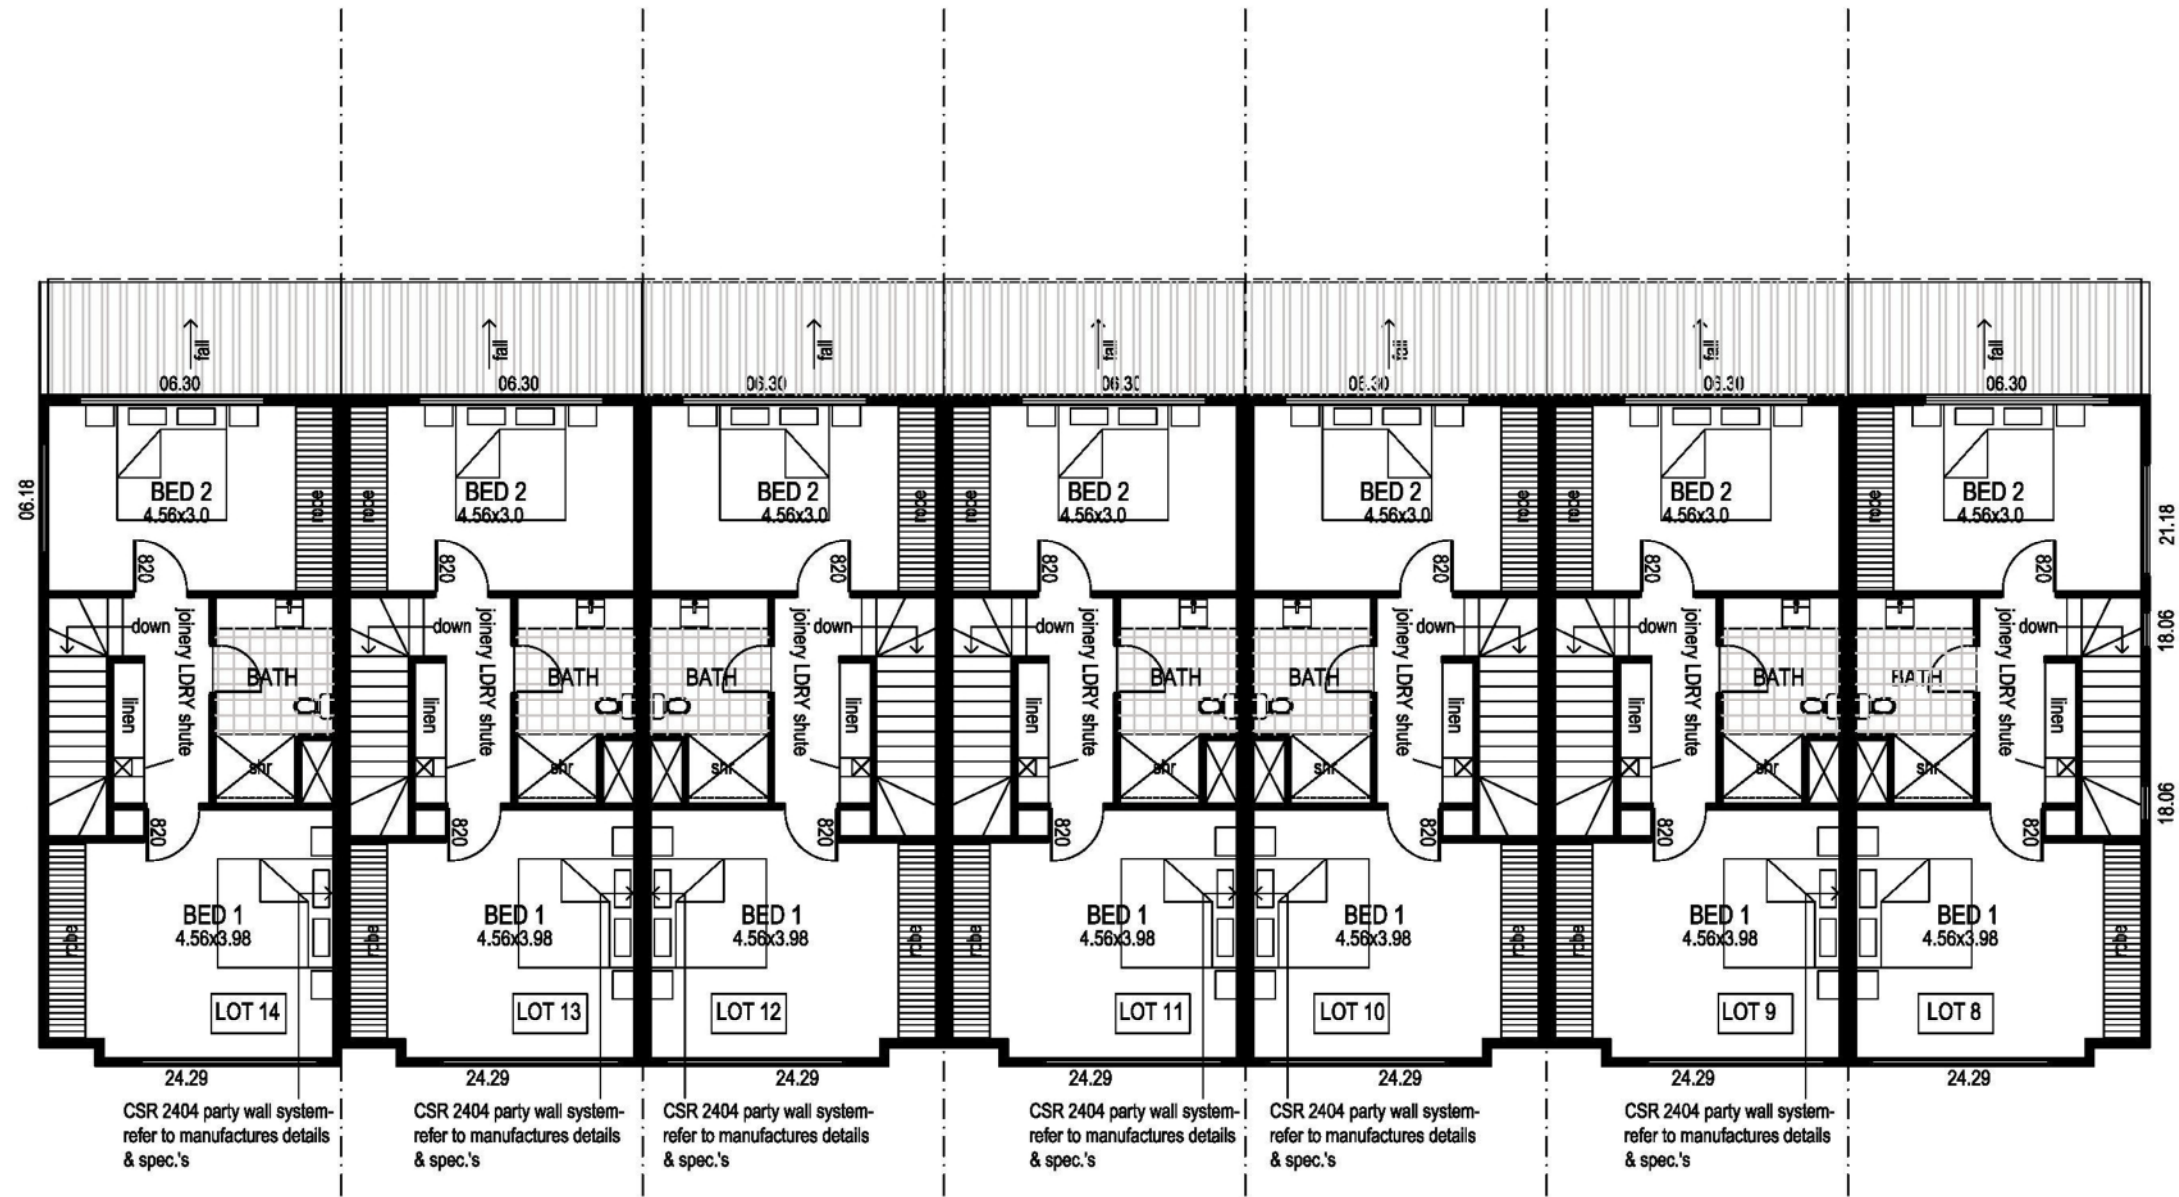 fall
fall
fall
fall
fall
fall
fall
06.30
06.30
06.30
06.30
06.30
06.30
06.30
06.18
BED 2
4.56x3.0
robe
robe
BED 2
4.56x3.0
BED 2
4.56x3.0
robe
robe
BED 2
4.56x3.0
BED 2
4.56x3.0
robe
robe
BED 2
4.56x3.0
robe
BED 2
4.56x3.0
21.18
820
820
820
820
820
820
820
down
joinery LDRY shute
linen
BATH
shr
down
joinery LDRY shute
linen
BATH
shr
BATH
shr
joinery LDRY shute
down
linen
down
joinery LDRY shute
linen
BATH
shr
BATH
shr
joinery LDRY shute
down
linen
down
joinery LDRY shute
linen
BATH
shr
BATH
shr
joinery LDRY shute
down
linen
18.06
18.06
820
820
820
820
820
820
820
robe
BED 1
4.56x3.98
robe
BED 1
4.56x3.98
BED 1
4.56x3.98
robe
robe
BED 1
4.56x3.98
BED 1
4.56x3.98
robe
robe
BED 1
4.56x3.98
BED 1
4.56x3.98
robe
LOT 14
LOT 13
LOT 12
LOT 11
LOT 10
LOT 9
LOT 8
24.29
24.29
24.29
24.29
24.29
24.29
24.29
CSR 2404 party wall system-
refer to manufactures details
& spec.'s
CSR 2404 party wall system-
refer to manufactures details
& spec.'s
CSR 2404 party wall system-
refer to manufactures details
& spec.'s
CSR 2404 party wall system-
refer to manufactures details
& spec.'s
CSR 2404 party wall system-
refer to manufactures details
& spec.'s
CSR 2404 party wall system-
refer to manufactures details
& spec.'s